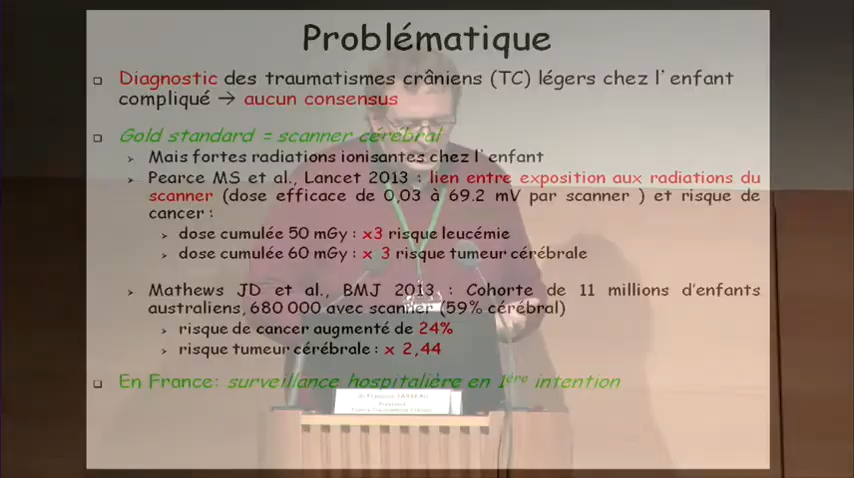 Problématique
Diagnostic des traumatismes crâniens (TC) légers chez l'enfant
compliqué → aucun consensus
Gold standard = scanner cérébral
Mais fortes radiations ionisantes chez l'enfant
Pearce MS et al., Lancet 2013 : lien entre exposition aux radiations du
scanner (dose efficace de 0,03 à 69.2 mV par scanner ) et risque de
cancer :
dose cumulée 50 mGy : x3 risque leucémie
dose cumulée 60 mGy : x 3 risque tumeur cérébrale
Mathews JD et al., BMJ 2013 : Cohorte de 11 millions d'enfants
australiens, 680 000 avec scanner (59% cérébral)
risque de cancer augmenté de 24%
risque tumeur cérébrale : x 2,44
En France: surveillance hospitalière en 1ère intention